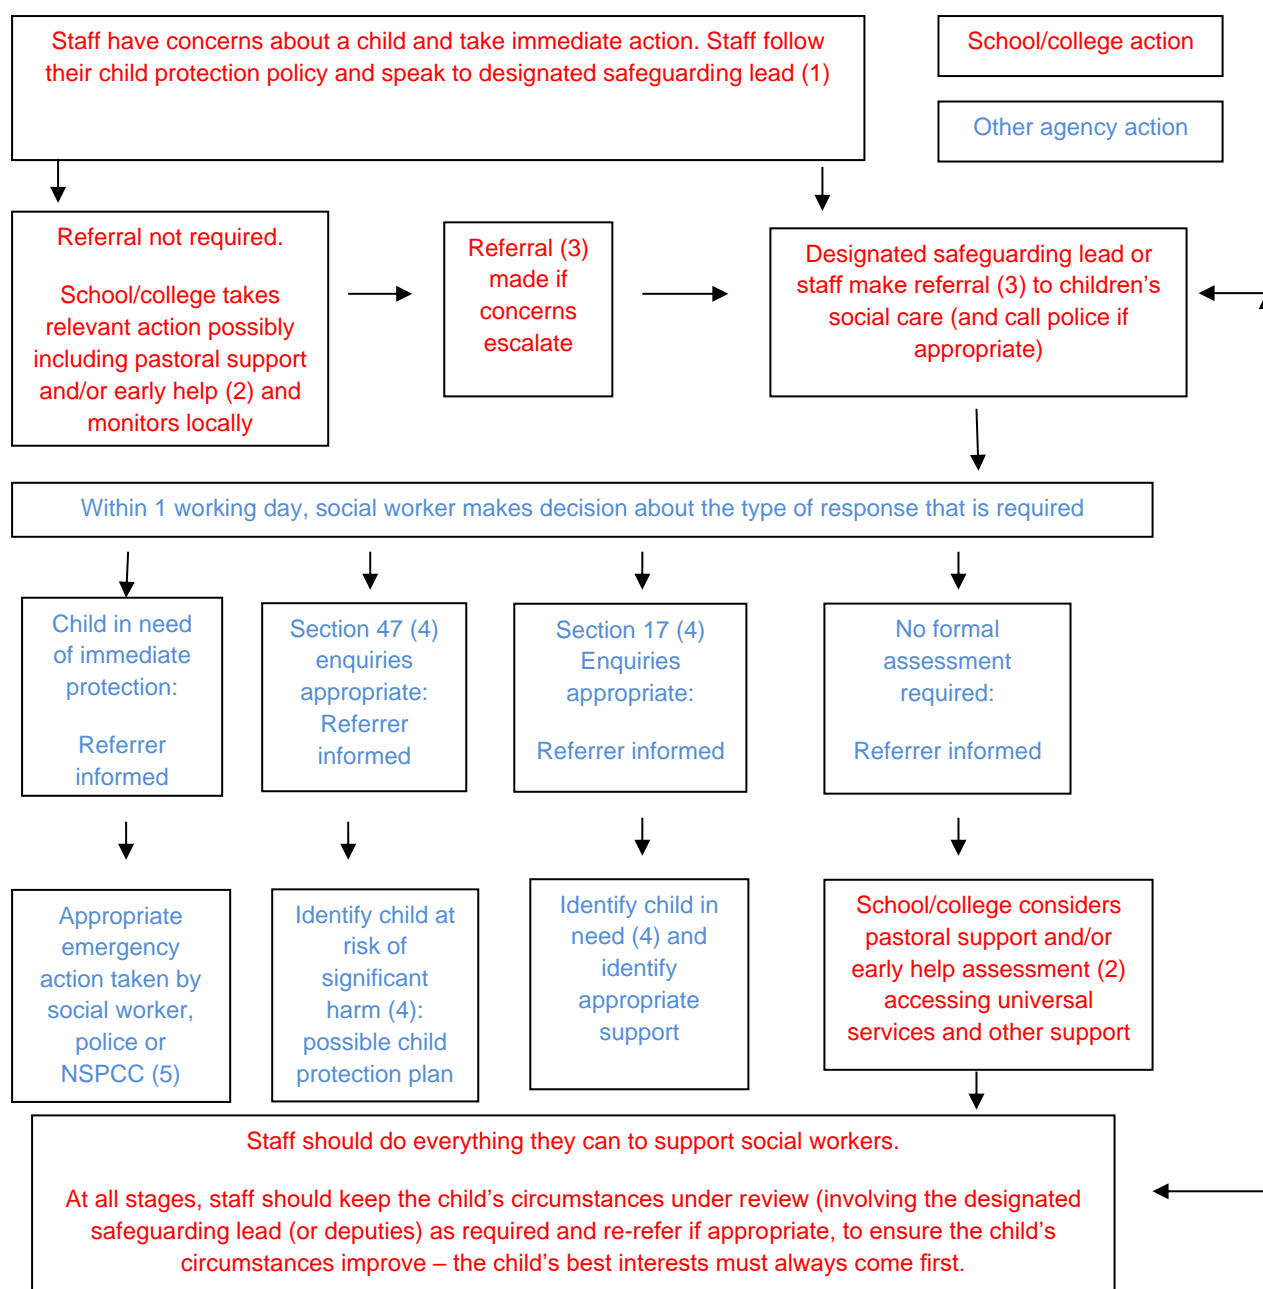 Staff have concerns about a child and take immediate action. Staff follow
their child protection policy and speak to designated safeguarding lead (1)
School/college action
Other agency action
Referral not required.
School/college takes
relevant action possibly
including pastoral support
and/or early help (2) and
monitors locally
Referral (3)
made if
concerns
escalate
Designated safeguarding lead or
staff make referral (3) to children’s
social care (and call police if
appropriate)
Within 1 working day, social worker makes decision about the type of response that is required
Child in need
of immediate
protection:
Referrer
informed
Section 47 (4)
enquiries
appropriate:
Referrer
informed
Section 17 (4)
Enquiries
appropriate:
Referrer informed
No formal
assessment
required:
Referrer informed
Appropriate
emergency
action taken by
social worker,
police or
NSPCC (5)
Identify child at
risk of
significant
harm (4):
possible child
protection plan
Identify child in
need (4) and
identify
appropriate
support
School/college considers
pastoral support and/or
early help assessment (2)
accessing universal
services and other support
Staff should do everything they can to support social workers.
At all stages, staff should keep the child’s circumstances under review (involving the designated
safeguarding lead (or deputies) as required and re-refer if appropriate, to ensure the child’s
circumstances improve – the child’s best interests must always come first.